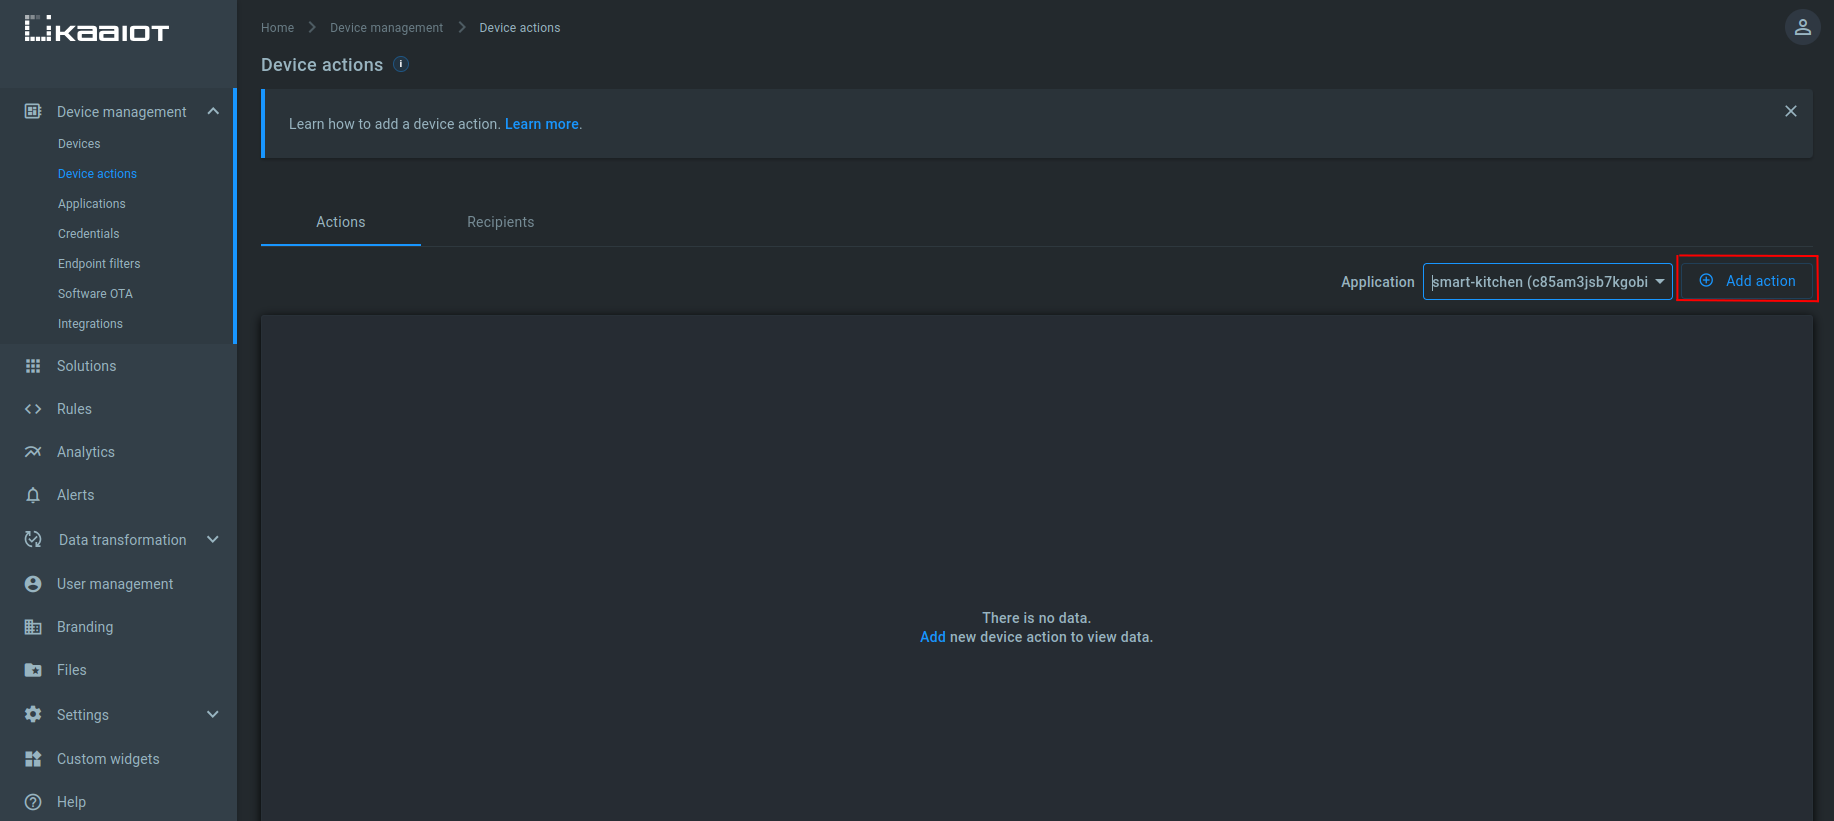 KaaIoT
Device management
Devices
Device actions
Applications
Credentials
Endpoint filters
Software OTA
Integrations
Solutions
Rules
Analytics
Alerts
Data transformation
User management
Branding
Files
Settings
Custom widgets
Help
Home Device management Device actions
Device actions
Learn how to add a device action. Learn more.
Actions Recipients
Application smart-kitchen (c85am3jsb7kgobi Add action
There is no data.
Add new device action to view data.